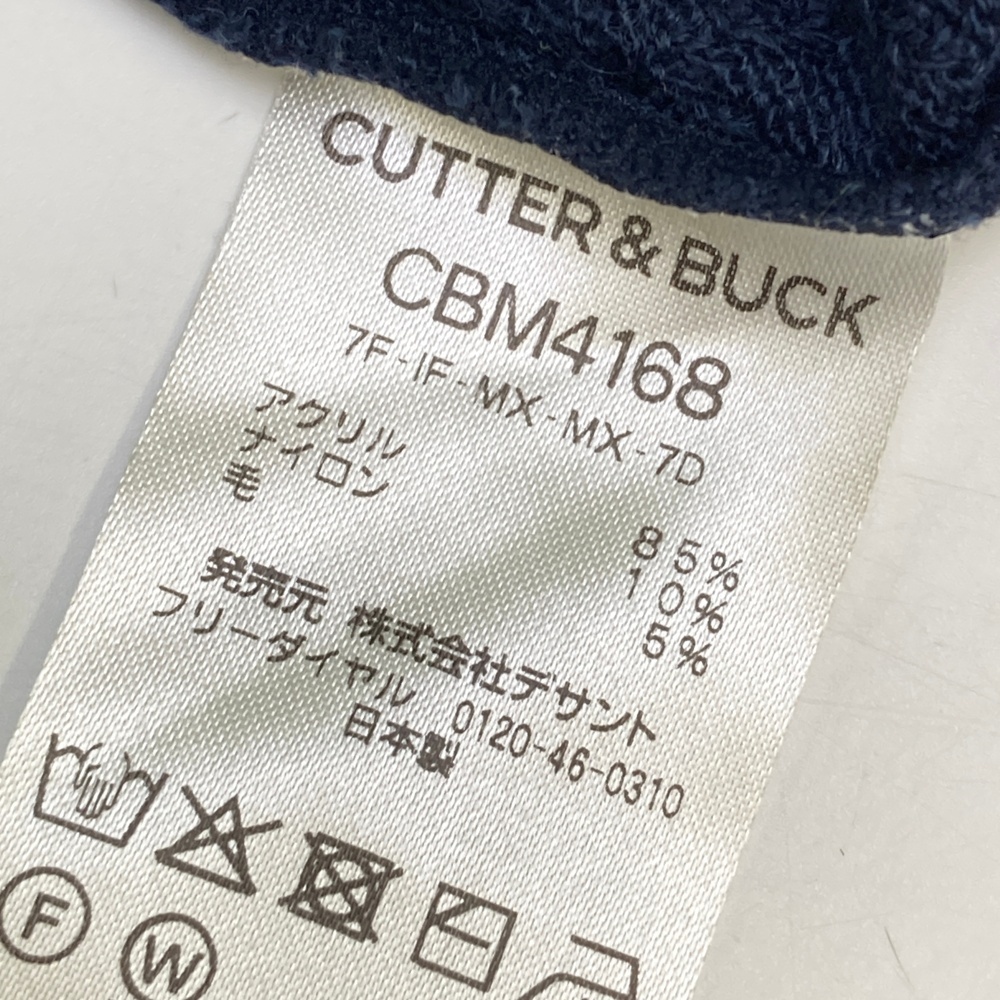 CUTTER & BUCK
CBM4168
7F-IF-MX-MX-7D
アクリル 85%
ナイロン 10%
毛 5%
発売元 株式会社デサント
フリーダイヤル 0120-46-0310
日本製
F
W